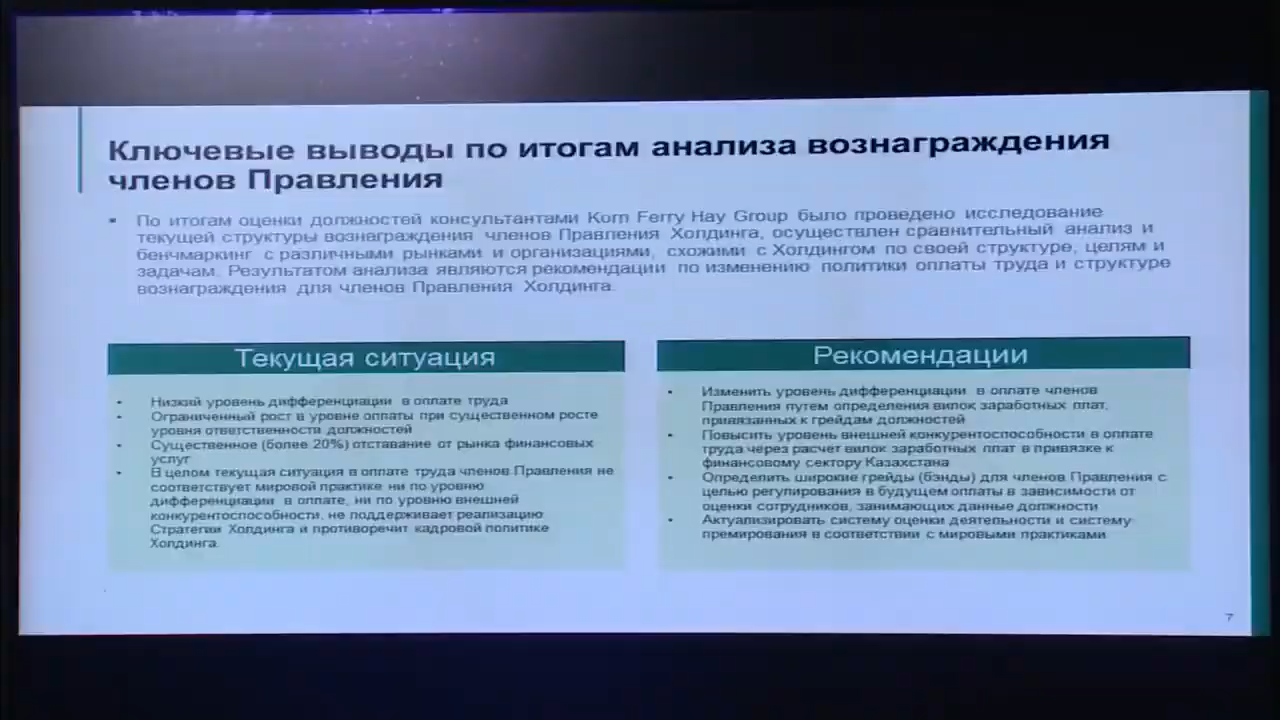 Ключевые выводы по итогам анализа вознаграждения
членов Правления
▪ По итогам оценки должностей консультантами Korn Ferry Hay Group было проведено исследование
текущей структуры вознаграждения членов Правления Холдинга, осуществлен сравнительный анализ и
бенчмаркинг с различными рынками и организациями, схожими с Холдингом по своей структуре, целям и
задачам. Результатом анализа являются рекомендации по изменению политики оплаты труда и структуре
вознаграждения для членов Правления Холдинга.
Текущая ситуация
• Низкий уровень дифференциации в оплате труда
• Ограниченный рост в уровне оплаты при существенном росте
уровня ответственности должностей
• Существенное (более 20%) отставание от рынка финансовых
услуг
• В целом текущая ситуация в оплате труда членов Правления не
соответствует мировой практике ни по уровню
дифференциации в оплате, ни по уровню внешней
конкурентоспособности, не поддерживает реализацию
Стратегии Холдинга и противоречит кадровой политике
Холдинга.
Рекомендации
• Изменить уровень дифференциации в оплате членов
Правления путем определения вилок заработных плат,
привязанных к грейдам должностей
• Повысить уровень внешней конкурентоспособности в оплате
труда через расчет вилок заработных плат в привязке к
финансовому сектору Казахстана
• Определить широкие грейды (бэнды) для членов Правления с
целью регулирования в будущем оплаты в зависимости от
оценки сотрудников, занимающих данные должности
• Актуализировать систему оценки деятельности и систему
премирования в соответствии с мировыми практиками
7